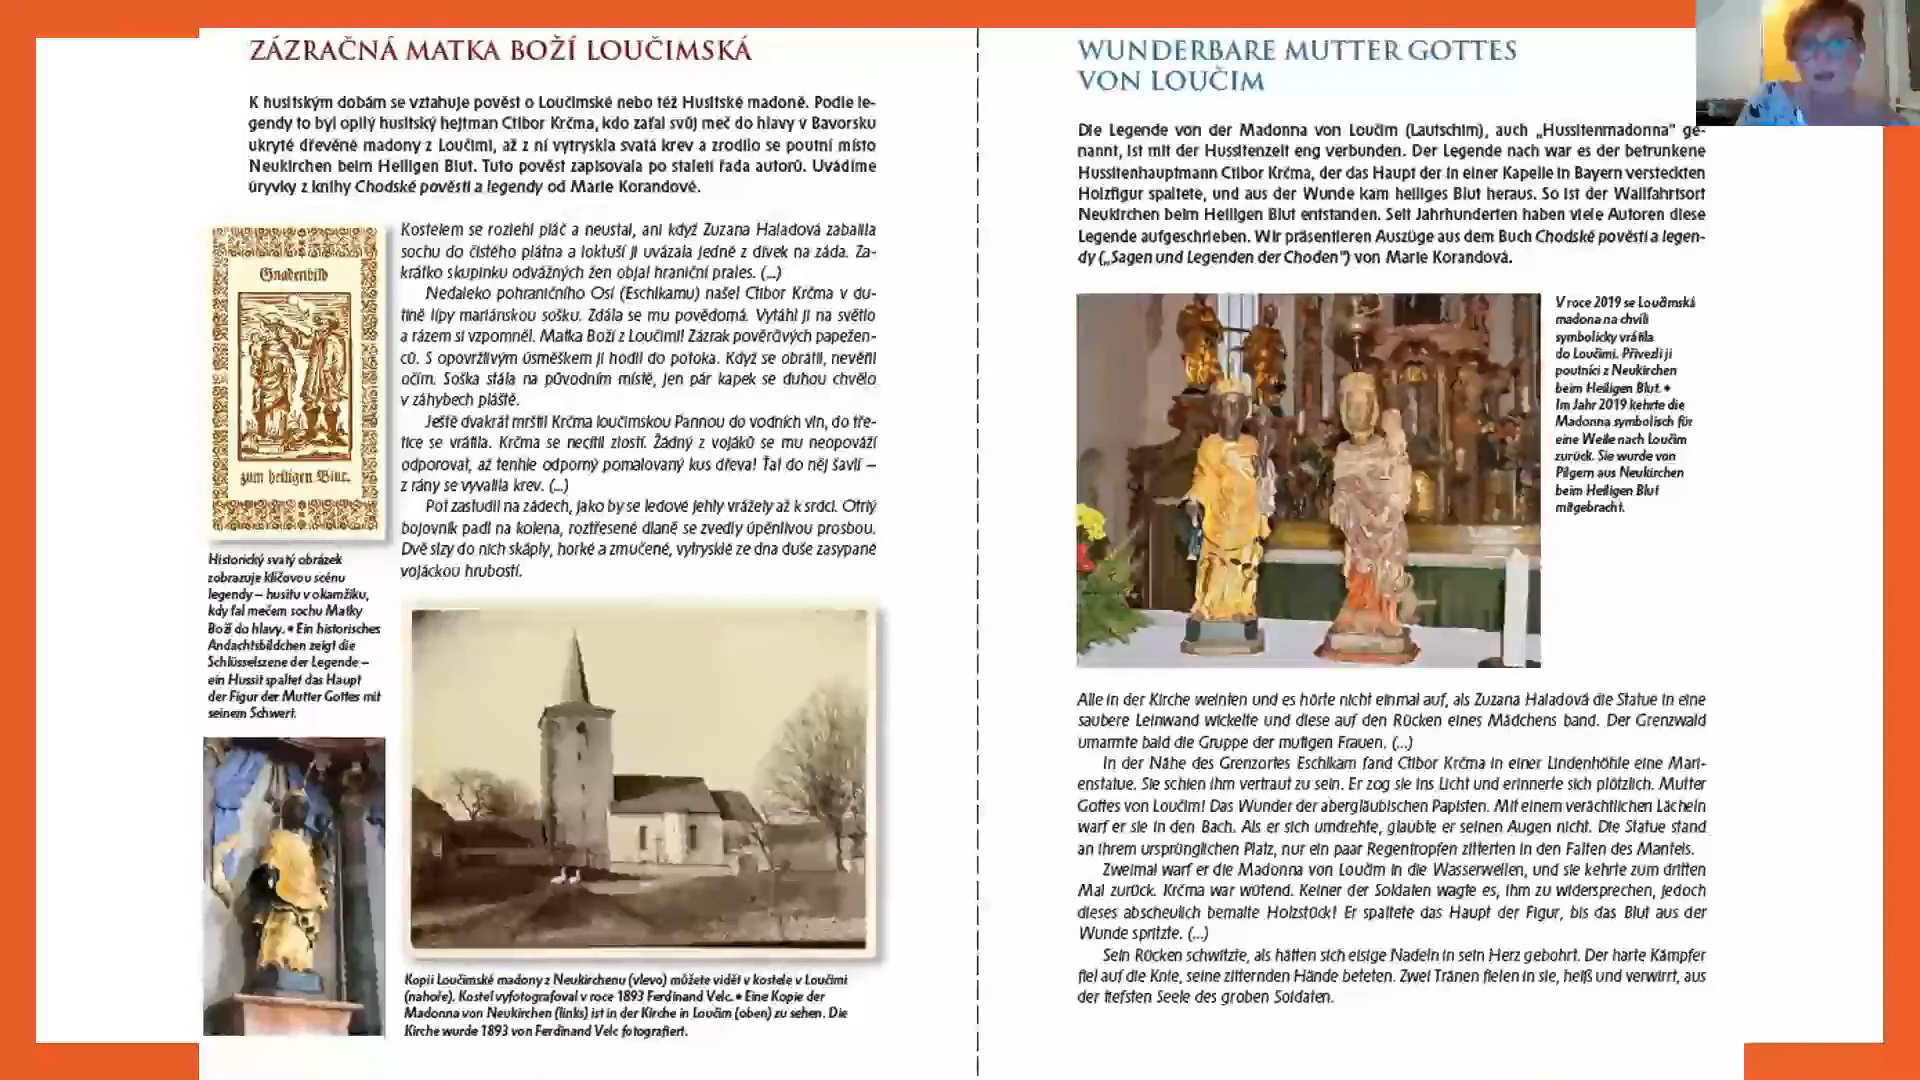 ZÁZRAČNÁ MATKA BOŽÍ LOUČIMSKÁ
K husitským dobám se vztahuje pověst o Loučimské nebo též Husitské madoně. Podle le-
gendy to byl opilý husitský hejtman Ctibor Krčma, kdo zaťal svůj meč do hlavy v Bavorsku
ukryté dřevěné madony z Loučimi, až z ní vytryskla svatá krev a zrodilo se poutní místo
Neukirchen beim Heiligen Blut. Tuto pověst zapisovala po staletí řada autorů. Uvádíme
úryvky z knihy Chodské pověsti a legendy od Marie Korandové.
Kostelem se rozlehl pláč a neustal, ani když Zuzana Haladová zabalila
sochu do čistého plátna a loktuší ji uvázala jedné z dívek na záda. Za-
krátko skupinku odvážných žen objal hraniční prales. (...)
Nedaleko pohraničního Osí (Eschlkamu) našel Ctibor Krčma v du-
tině lípy mariánskou sošku. Zdála se mu povědomá. Vytáhl ji na světlo
a rázem si vzpomněl. Matka Boží z Loučimi! Zázrak pověrčivých papežen-
ců. S opovržlivým úsměškem ji hodil do potoka. Když se obrátil, nevěřil
očím. Soška stála na původním místě, jen pár kapek se duhou chvělo
v záhybech pláště.
Ještě dvakrát mrštil Krčma loučimskou Pannou do vodních vln, do tře-
tice se vrátila. Krčma se necítil zlostí. Žádný z vojáků se mu neopováží
odporovat, až tenhle odporný pomalovaný kus dřeva! Ťal do něj šavlí –
z rány se vyvalila krev. (...)
Pot zastudil na zádech, jako by se ledové jehly vrážely až k srdci. Otrlý
bojovník padl na kolena, roztřesené dlaně se zvedly úpěnlivou prosbou.
Dvě slzy do nich skáply, horké a zmučené, vytrysklé ze dna duše zasypané
vojáckou hrubostí.
Gnadenbild
zum heiligen Blut.
Historický svatý obrázek
zobrazuje klíčovou scénu
legendy – husitu v okamžiku,
kdy ťal mečem sochu Matky
Boží do hlavy. • Ein historisches
Andachtsbildchen zeigt die
Schlüsselszene der Legende –
ein Hussit spaltet das Haupt
der Figur der Mutter Gottes mit
seinem Schwert.
Kopii Loučimské madony z Neukirchenu (vlevo) můžete vidět v kostele v Loučimi
(nahoře). Kostel vyfotografoval v roce 1893 Ferdinand Velc. • Eine Kopie der
Madonna von Neukirchen (links) ist in der Kirche in Loučim (oben) zu sehen. Die
Kirche wurde 1893 von Ferdinand Velc fotografiert.
WUNDERBARE MUTTER GOTTES
VON LOUČIM
Die Legende von der Madonna von Loučim (Lautschim), auch „Hussitenmadonna" ge-
nannt, ist mit der Hussitenzeit eng verbunden. Der Legende nach war es der betrunkene
Hussitenhauptmann Ctibor Krčma, der das Haupt der in einer Kapelle in Bayern versteckten
Holzfigur spaltete, und aus der Wunde kam heiliges Blut heraus. So ist der Wallfahrtsort
Neukirchen beim Heiligen Blut entstanden. Seit Jahrhunderten haben viele Autoren diese
Legende aufgeschrieben. Wir präsentieren Auszüge aus dem Buch Chodské pověsti a legen-
dy („Sagen und Legenden der Choden") von Marie Korandová.
V roce 2019 se Loučimská
madona na chvíli
symbolicky vrátila
do Loučimi. Přivezli ji
poutníci z Neukirchen
beim Heiligen Blut. •
Im Jahr 2019 kehrte die
Madonna symbolisch für
eine Weile nach Loučim
zurück. Sie wurde von
Pilgern aus Neukirchen
beim Heiligen Blut
mitgebracht.
Alle in der Kirche weinten und es hörte nicht einmal auf, als Zuzana Haladová die Statue in eine
saubere Leinwand wickelte und diese auf den Rücken eines Mädchens band. Der Grenzwald
umarmte bald die Gruppe der mutigen Frauen. (...)
In der Nähe des Grenzortes Eschlkam fand Ctibor Krčma in einer Lindenhöhle eine Mari-
enstatue. Sie schien ihm vertraut zu sein. Er zog sie ins Licht und erinnerte sich plötzlich. Mutter
Gottes von Loučim! Das Wunder der abergläubischen Papisten. Mit einem verächtlichen Lächeln
warf er sie in den Bach. Als er sich umdrehte, glaubte er seinen Augen nicht. Die Statue stand
an ihrem ursprünglichen Platz, nur ein paar Regentropfen zitterten in den Falten des Mantels.
Zweimal warf er die Madonna von Loučim in die Wasserwellen, und sie kehrte zum dritten
Mal zurück. Krčma war wütend. Keiner der Soldaten wagte es, ihm zu widersprechen, jedoch
dieses abscheulich bemalte Holzstück! Er spaltete das Haupt der Figur, bis das Blut aus der
Wunde spritzte. (...)
Sein Rücken schwitzte, als hätten sich eisige Nadeln in sein Herz gebohrt. Der harte Kämpfer
fiel auf die Knie, seine zitternden Hände beteten. Zwei Tränen fielen in sie, heiß und verwirrt, aus
der tiefsten Seele des groben Soldaten.